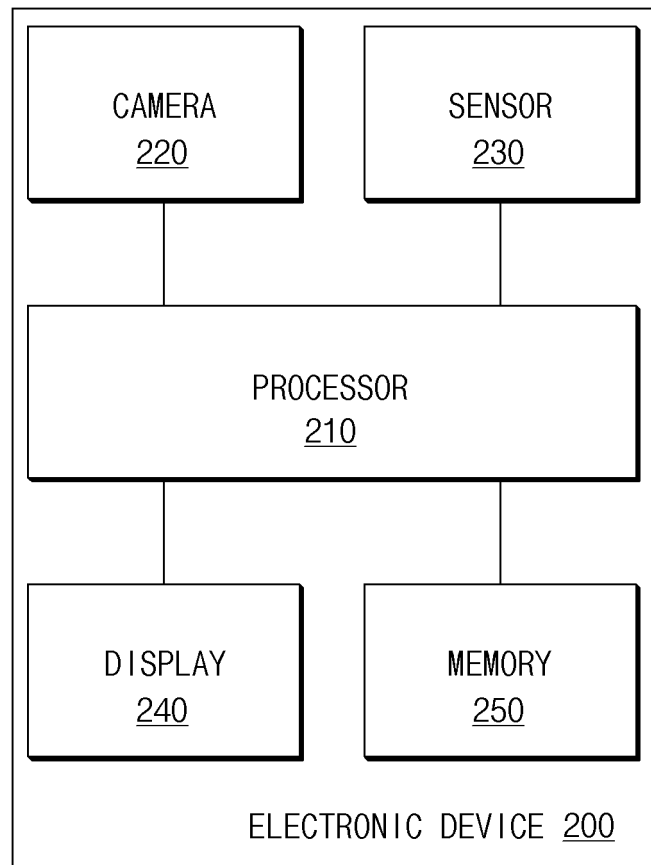 CAMERA
220
SENSOR
230
PROCESSOR
210
DISPLAY
240
MEMORY
250
ELECTRONIC DEVICE 200